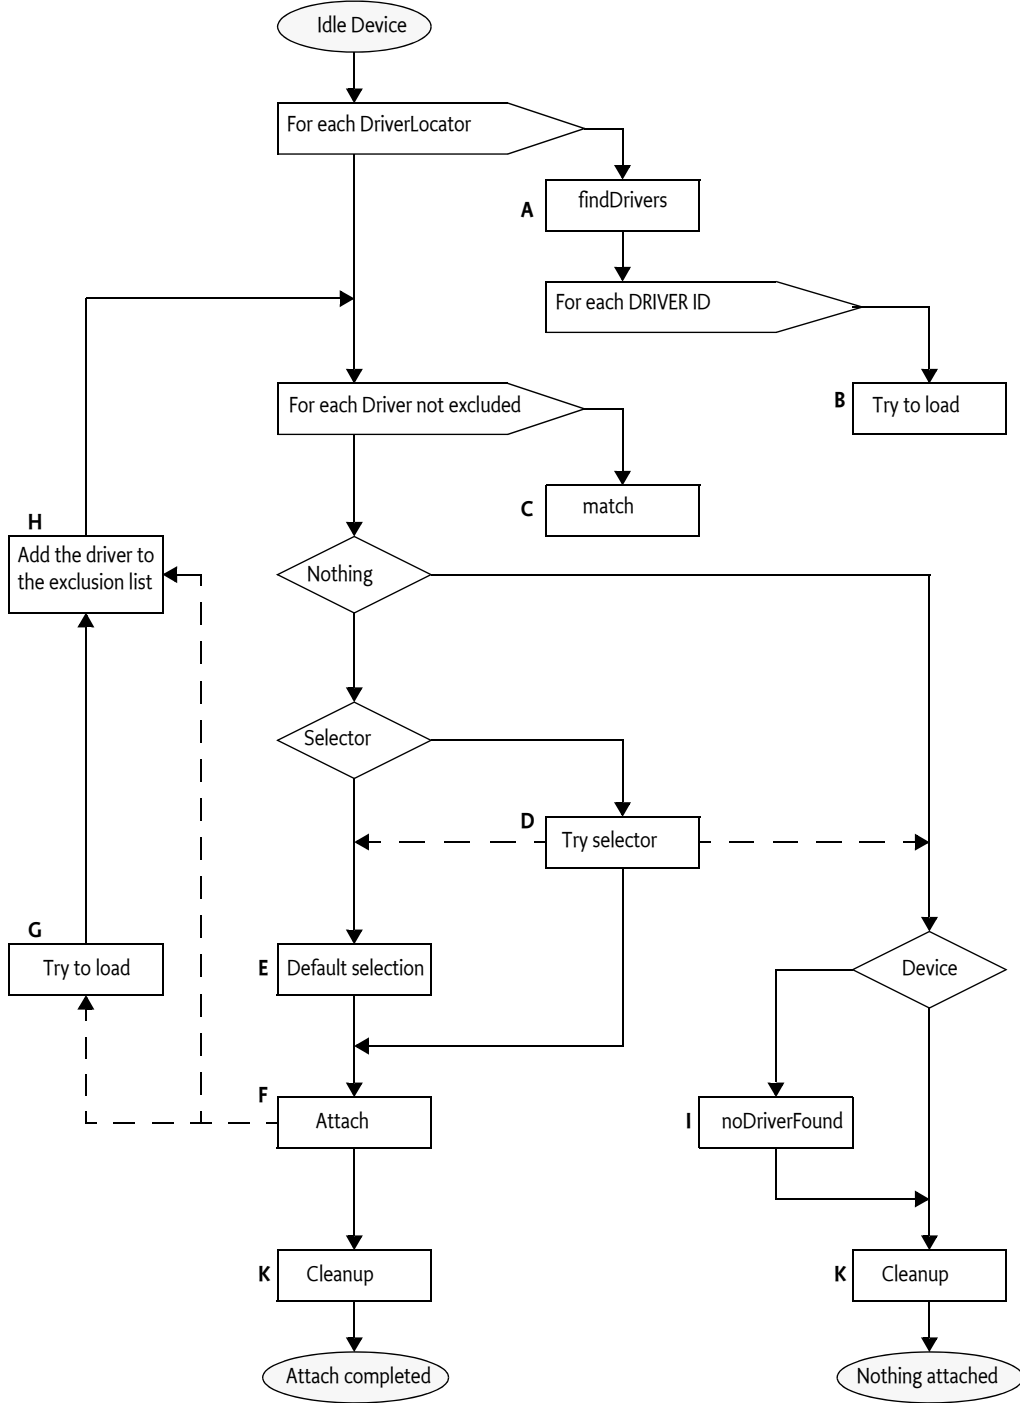 Idle Device
For each DriverLocator
A
findDrivers
For each DRIVER ID
For each Driver not excluded
B
Try to load
C
match
H
Add the driver to
the exclusion list
Nothing
Selector
D
Try selector
G
Try to load
E
Default selection
Device
F
Attach
I
noDriverFound
K
Cleanup
K
Cleanup
Attach completed
Nothing attached